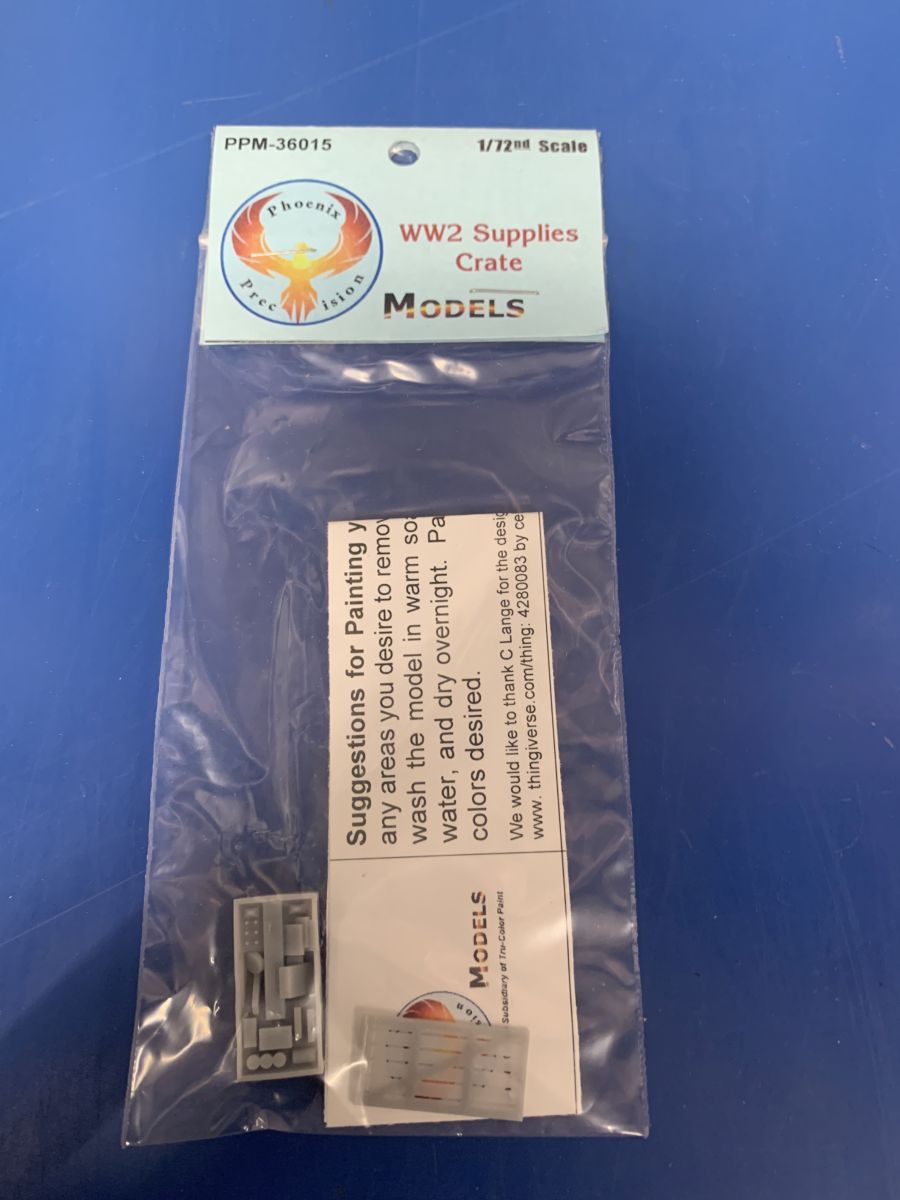 PPM-36015
1/72nd Scale
Phoenix
Precision
WW2 Supplies
Crate
MODELS
Suggestions for Painting y
any areas you desire to remov
wash the model in warm soa
water, and dry overnight. Pa
colors desired.
We would like to thank C Lange for the desig
www. thingiverse.com/thing: 4280083 by ce
MODELS
Subsidiary of Tru-Color Paint